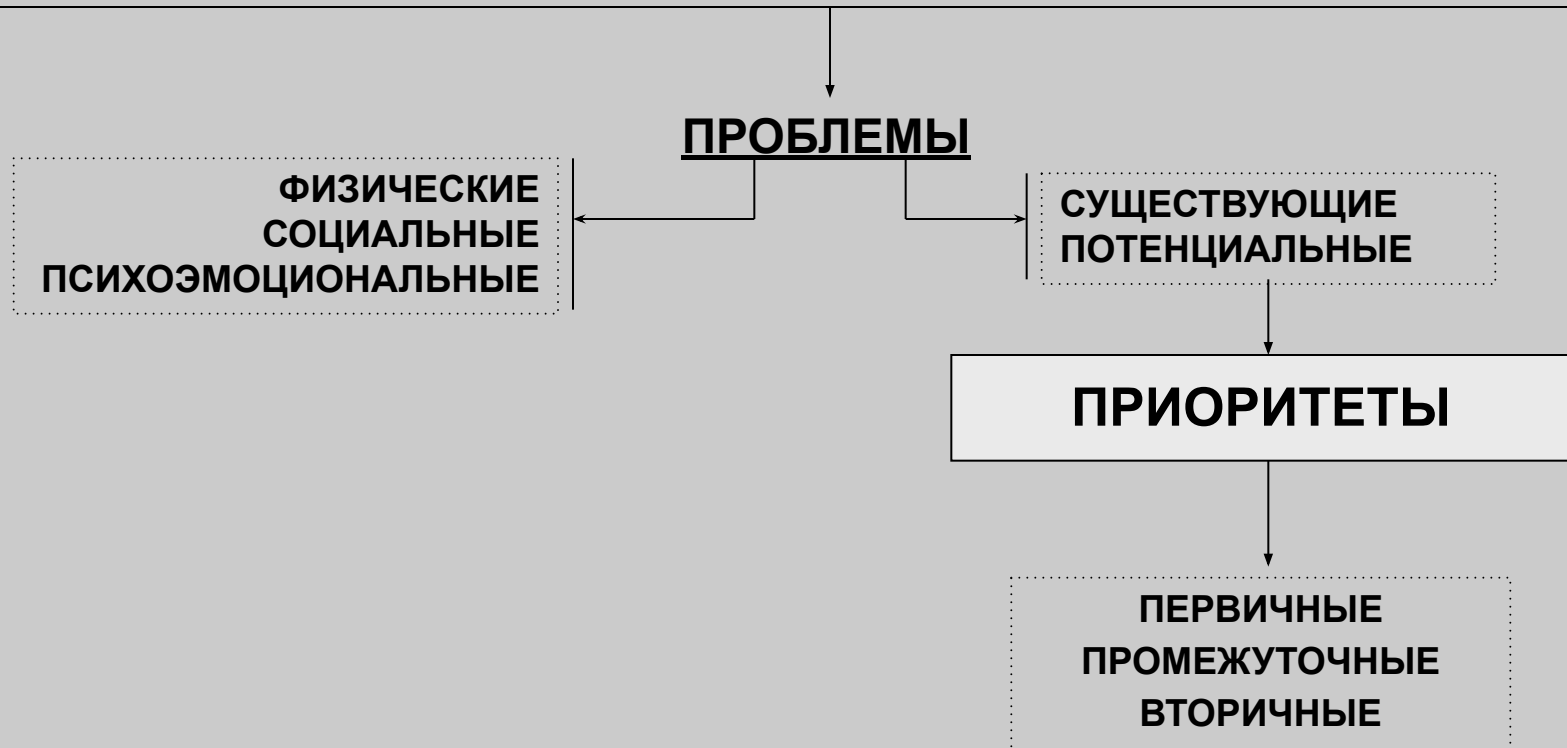 ПРОБЛЕМЫ
ФИЗИЧЕСКИЕ
СОЦИАЛЬНЫЕ
ПСИХОЭМОЦИОНАЛЬНЫЕ
СУЩЕСТВУЮЩИЕ
ПОТЕНЦИАЛЬНЫЕ
ПРИОРИТЕТЫ
ПЕРВИЧНЫЕ
ПРОМЕЖУТОЧНЫЕ
ВТОРИЧНЫЕ